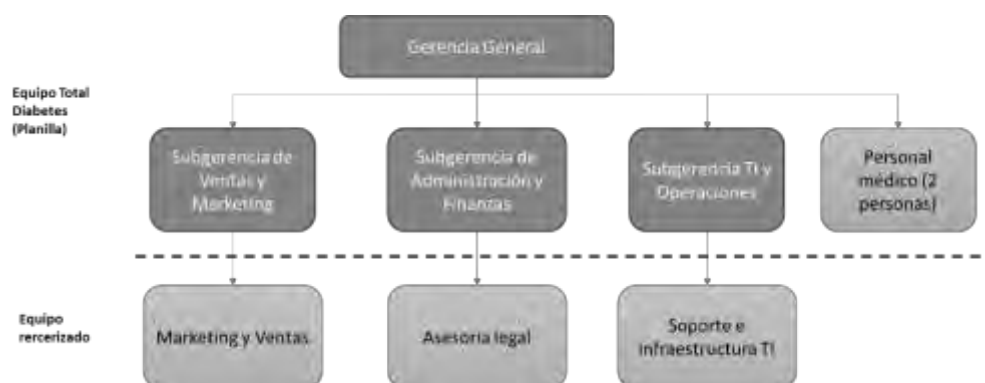 Gerencia General
Equipo Total
Diabetes
(Planilla)
Subgerencia de
Ventas y
Marketing
Subgerencia de
Administración y
Finanzas
Subgerencia TI y
Operaciones
Personal
médico (2
personas)
Equipo
rercerizado
Marketing y Ventas
Asesoría legal
Soporte e
infraestructura TI